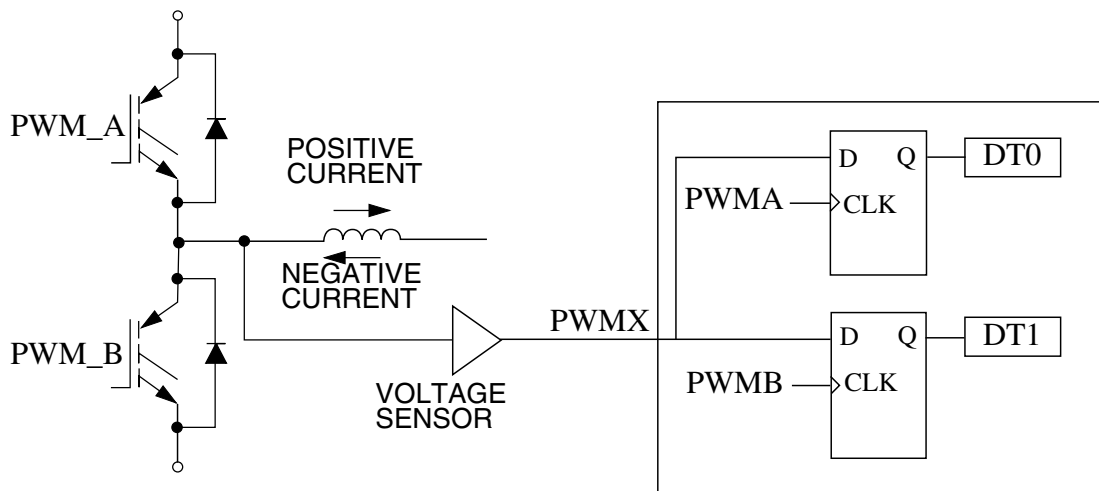 PWM_A
POSITIVE
CURRENT
NEGATIVE
CURRENT
PWM_B
VOLTAGE
SENSOR
PWMX
D Q
DT0
PWMA
CLK
D Q
DT1
PWMB
CLK